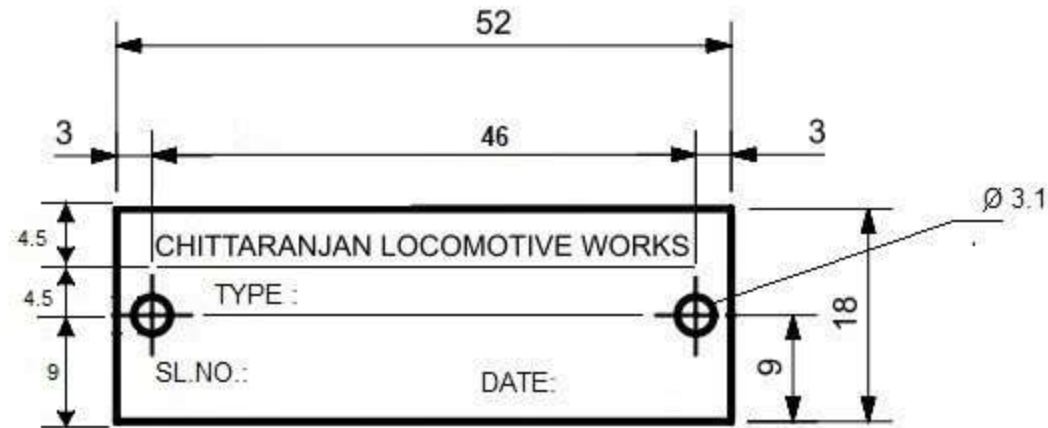 52
3 46 3
Ø 3.1
4.5 CHITTARANJAN LOCOMOTIVE WORKS
4.5 TYPE :
18
9 SL.NO.: DATE: 9